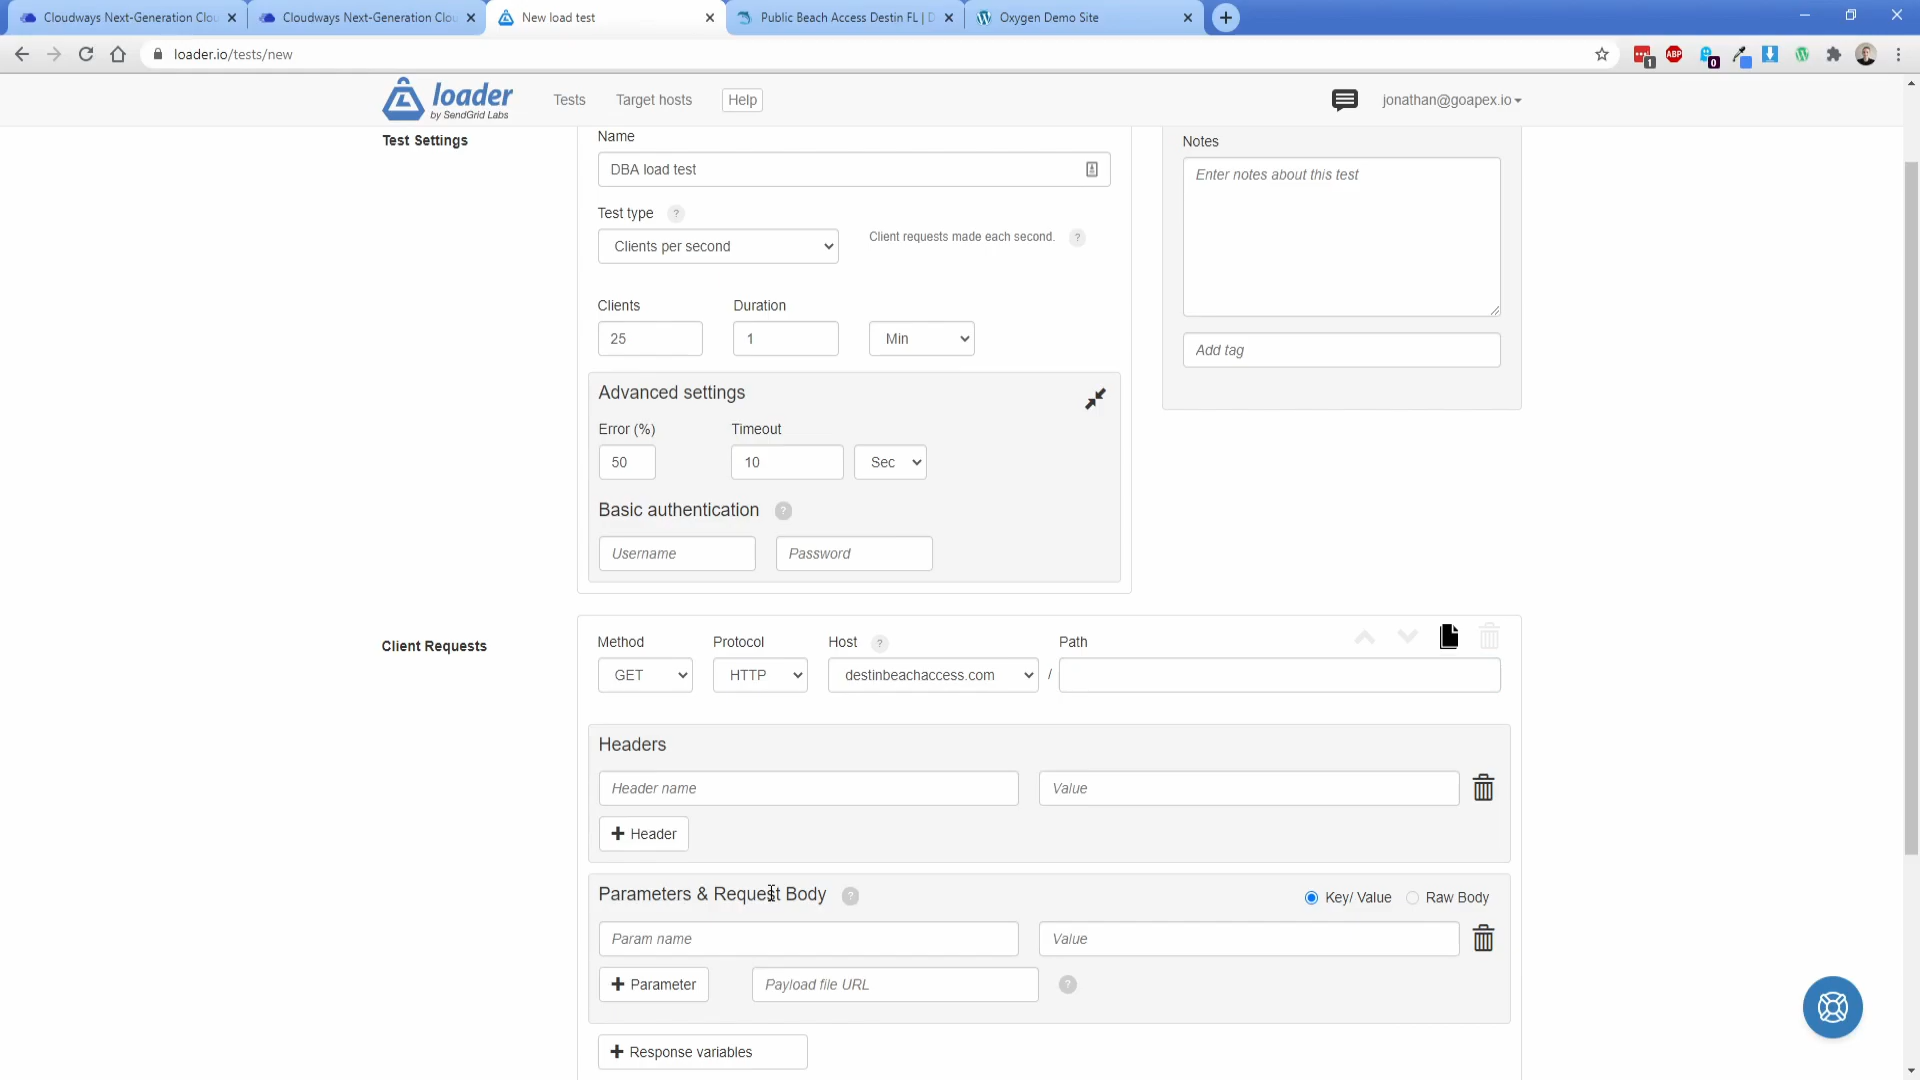 Cloudways Next-Generation Clou
Cloudways Next-Generation Clou
New load test
Public Beach Access Destin FL | D
Oxygen Demo Site
loader.io/tests/new
1
ABP
0
loader
by SendGrid Labs
Tests
Target hosts
Help
jonathan@goapex.io
Test Settings
Name
DBA load test
Test type ?
Clients per second
Client requests made each second. ?
Clients
Duration
25
1
Min
Advanced settings
Error (%)
Timeout
50
10
Sec
Basic authentication ?
Username
Password
Notes
Enter notes about this test
Add tag
Client Requests
Method
Protocol
Host ?
Path
GET
HTTP
destinbeachaccess.com
/
Headers
Header name
Value
+ Header
Parameters & Request Body ?
Key/ Value
Raw Body
Param name
Value
+ Parameter
Payload file URL
?
+ Response variables